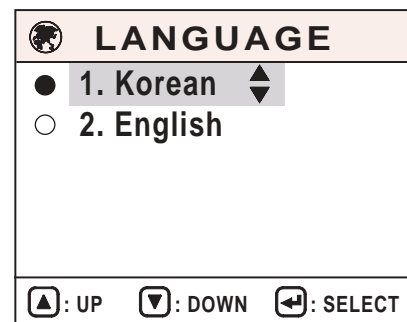 LANGUAGE
1. Korean
2. English
: UP : DOWN : SELECT